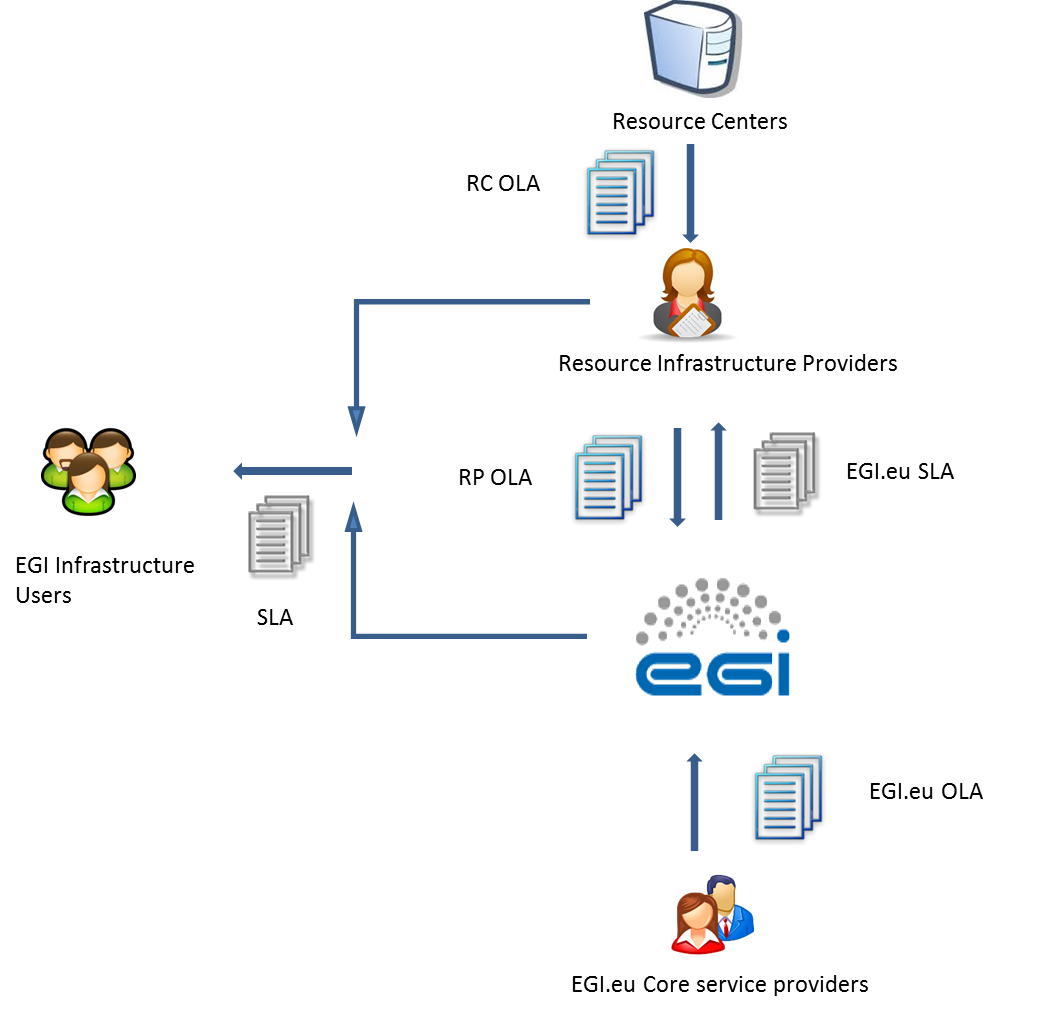 Resource Centers
RC OLA
Resource Infrastructure Providers
RP OLA
EGI.eu SLA
EGI Infrastructure
Users
SLA
egi
EGI.eu OLA
EGI.eu Core service providers